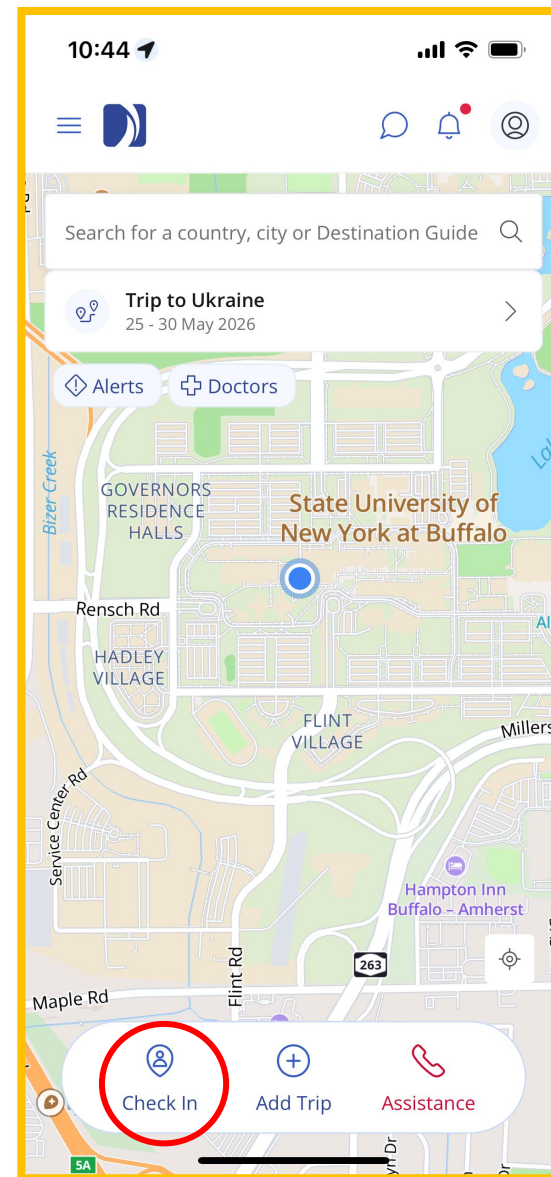 10:44
Search for a country, city or Destination Guide
Trip to Ukraine
25 - 30 May 2026
Alerts
Doctors
Bizer Creek
GOVERNORS
RESIDENCE
HALLS
State University of
New York at Buffalo
Rensch Rd
HADLEY
VILLAGE
FLINT
VILLAGE
Millers
Service Center Rd
Hampton Inn
Buffalo – Amherst
263
Flint Rd
Maple Rd
Check In
Add Trip
Assistance
5A